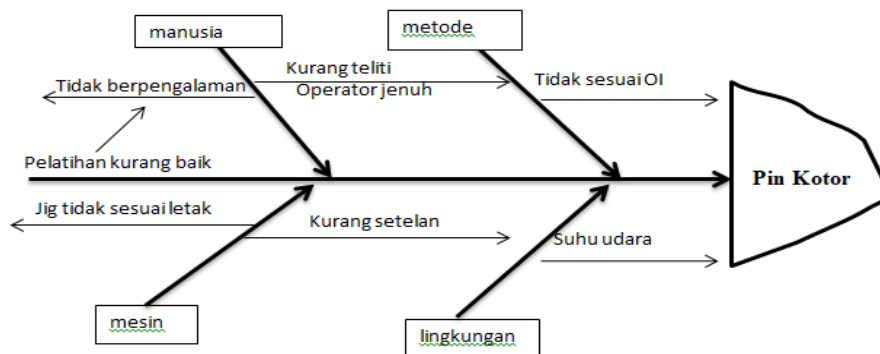 manusia
metode
Kurang teliti
Operator jenuh
Tidak berpengalaman
Tidak sesuai OI
Pelatihan kurang baik
Pin Kotor
Jig tidak sesuai letak
Kurang setelan
Suhu udara
mesin
lingkungan